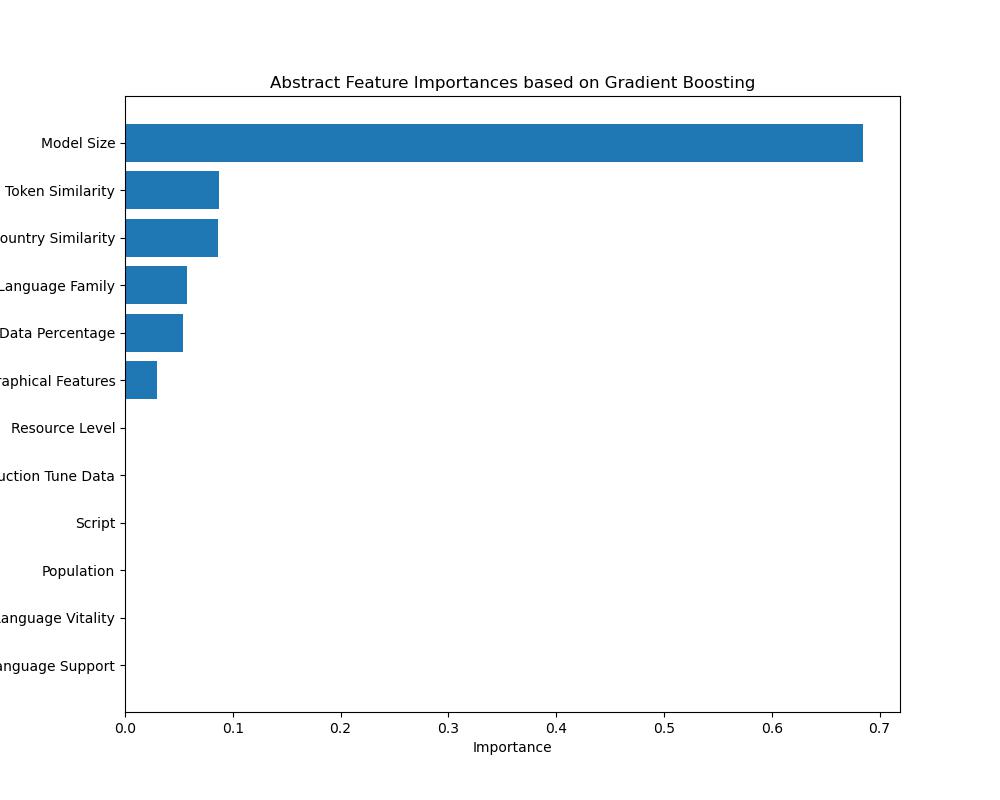 Abstract Feature Importances based on Gradient Boosting
Model Size
Token Similarity
ountry Similarity
Language Family
Data Percentage
raphical Features
Resource Level
uction Tune Data
Script
Population
Language Vitality
anguage Support
0.0 0.1 0.2 0.3 0.4 0.5 0.6 0.7
Importance